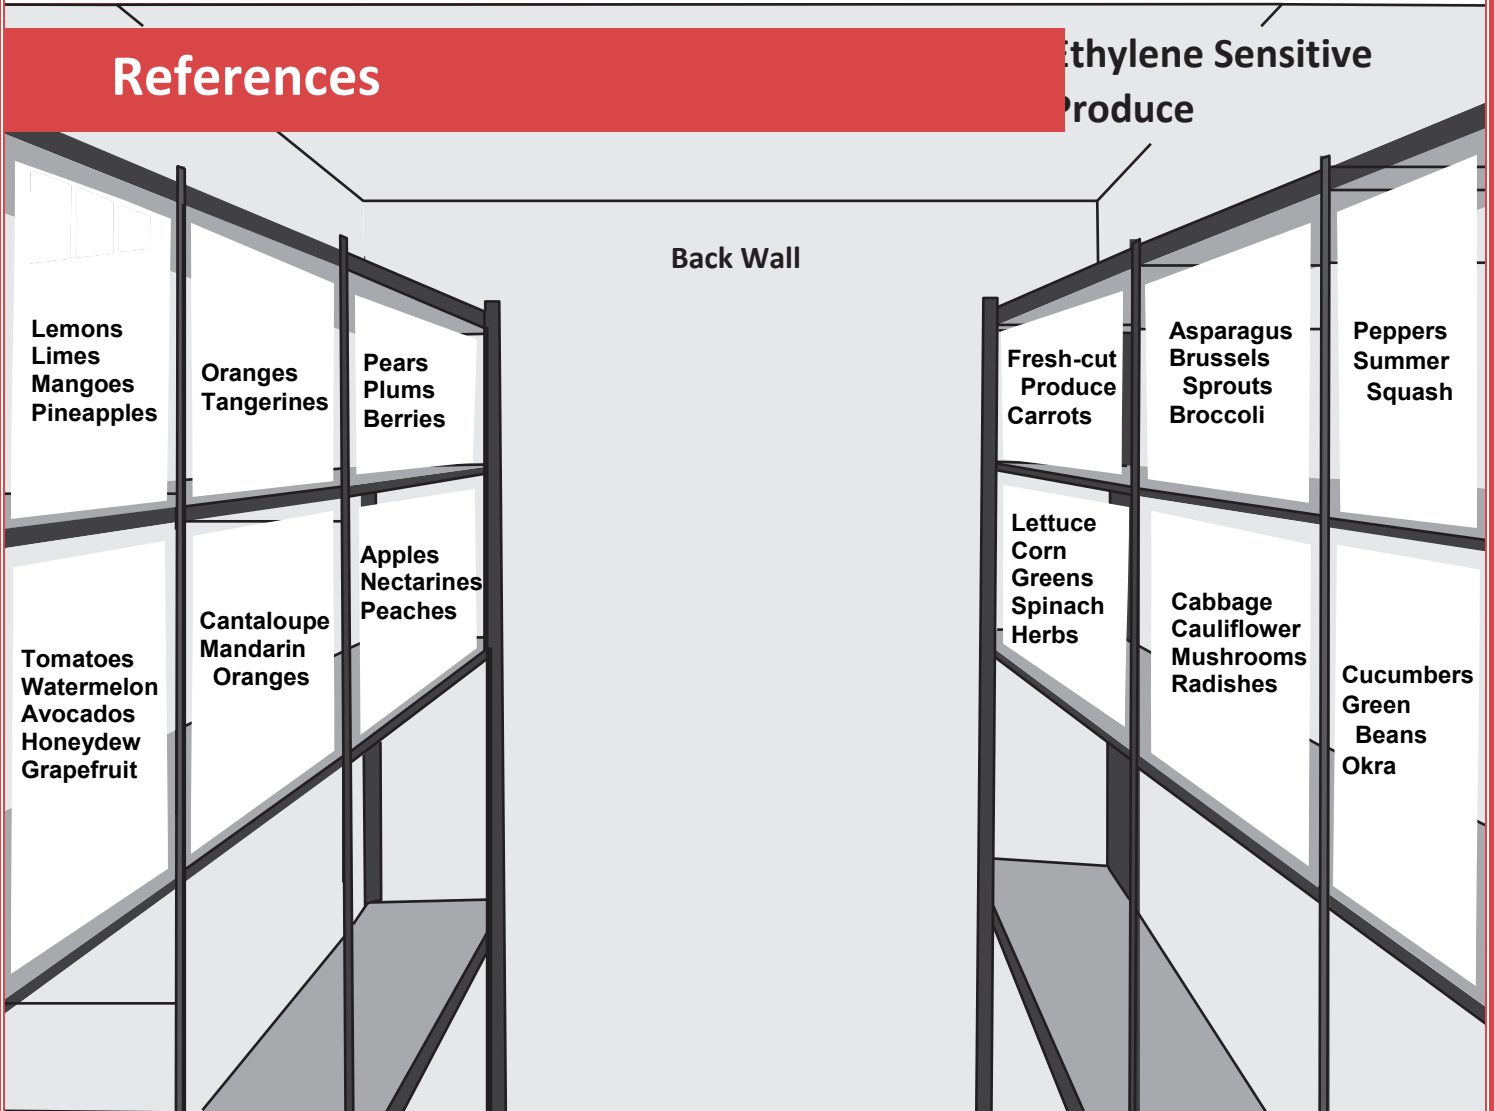 References
Ethylene Sensitive
Produce
Back Wall
Lemons
Limes
Mangoes
Pineapples
Oranges
Tangerines
Pears
Plums
Berries
Fresh-cut
Produce
Carrots
Asparagus
Brussels
Sprouts
Broccoli
Peppers
Summer
Squash
Tomatoes
Watermelon
Avocados
Honeydew
Grapefruit
Cantaloupe
Mandarin
Oranges
Apples
Nectarines
Peaches
Lettuce
Corn
Greens
Spinach
Herbs
Cabbage
Cauliflower
Mushrooms
Radishes
Cucumbers
Green
Beans
Okra